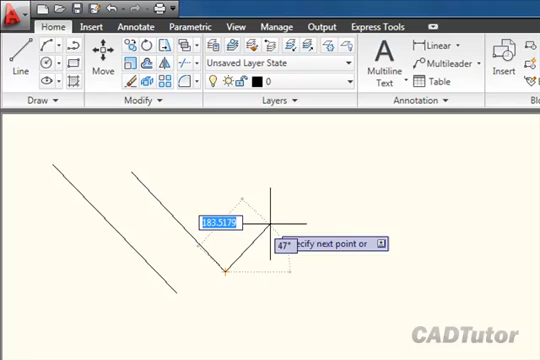 Home Insert Annotate Parametric View Manage Output Express Tools
Line
Move
Unsaved Layer State
0
A
Multiline
Text
Linear
Multileader
Table
Insert
Draw
Modify
Layers
Annotation
183.5179
47°
ecify next point or
CADTutor